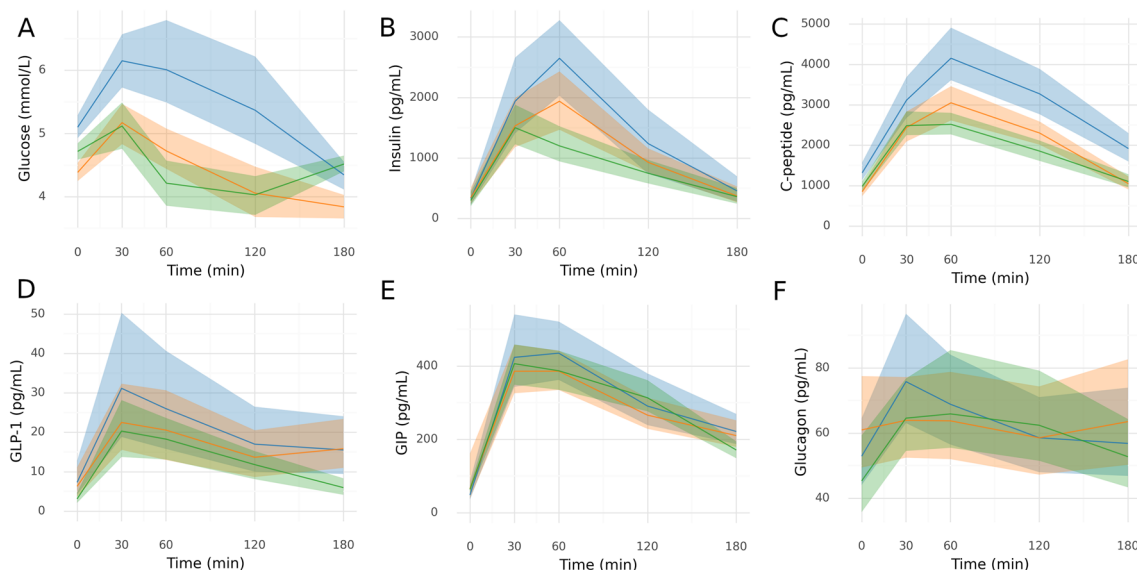 A
Glucose (mmol/L)
6
5
4
0 30 60 120 180
Time (min)
B
Insulin (pg/mL)
3000
2000
1000
0
0 30 60 120 180
Time (min)
C
C-peptide (pg/mL)
5000
4000
3000
2000
1000
0
0 30 60 120 180
Time (min)
D
GLP-1 (pg/mL)
50
40
30
20
10
0
0 30 60 120 180
Time (min)
E
GIP (pg/mL)
400
200
0
0 30 60 120 180
Time (min)
F
Glucagon (pg/mL)
80
60
40
0 30 60 120 180
Time (min)